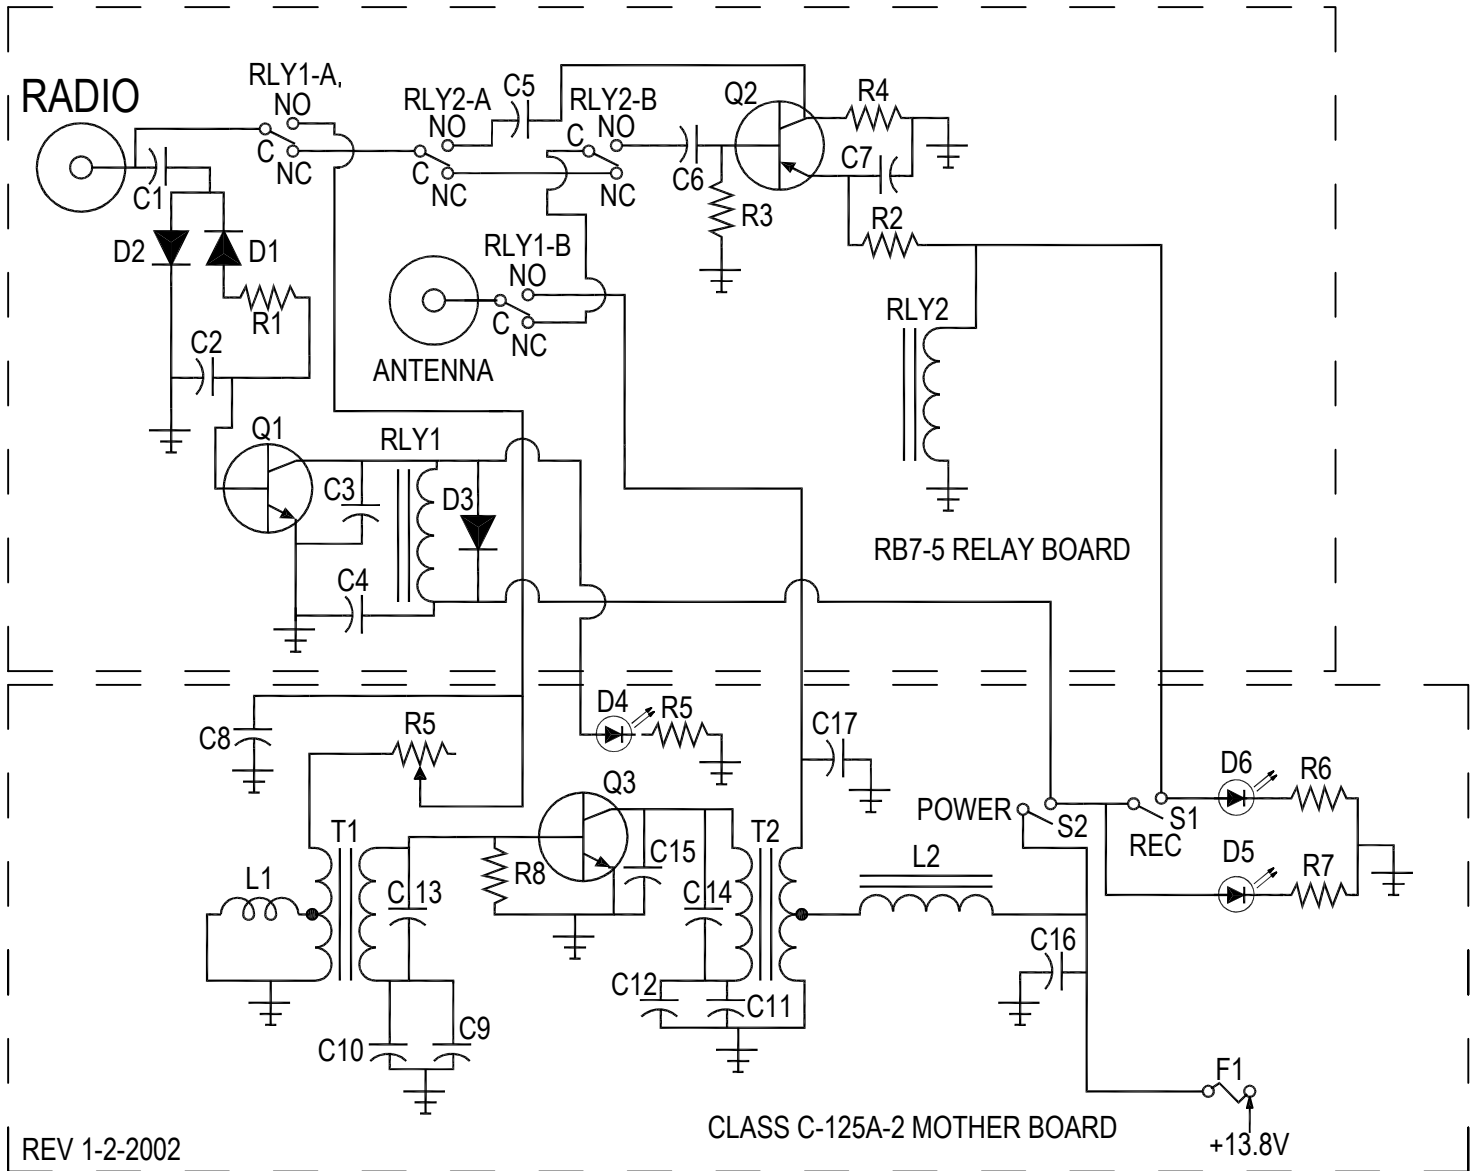 RADIO
RLY1-A,
NO
C
NC
RLY2-A
NO
C
NC
C5
RLY2-B
C
NO
NC
Q2
R4
C1
C6
R3
C7
R2
D2
D1
R1
C2
RLY1-B
NO
C
NC
ANTENNA
RLY2
Q1
C3
RLY1
D3
C4
RB7-5 RELAY BOARD
C8
R5
D4
R5
C17
Q3
POWER
S2
S1
REC
D6
R6
D5
R7
L1
T1
C 13
R8
C15
C 14
T2
L2
C16
C12
C11
C10
C9
F1
+13.8V
CLASS C-125A-2 MOTHER BOARD
REV 1-2-2002